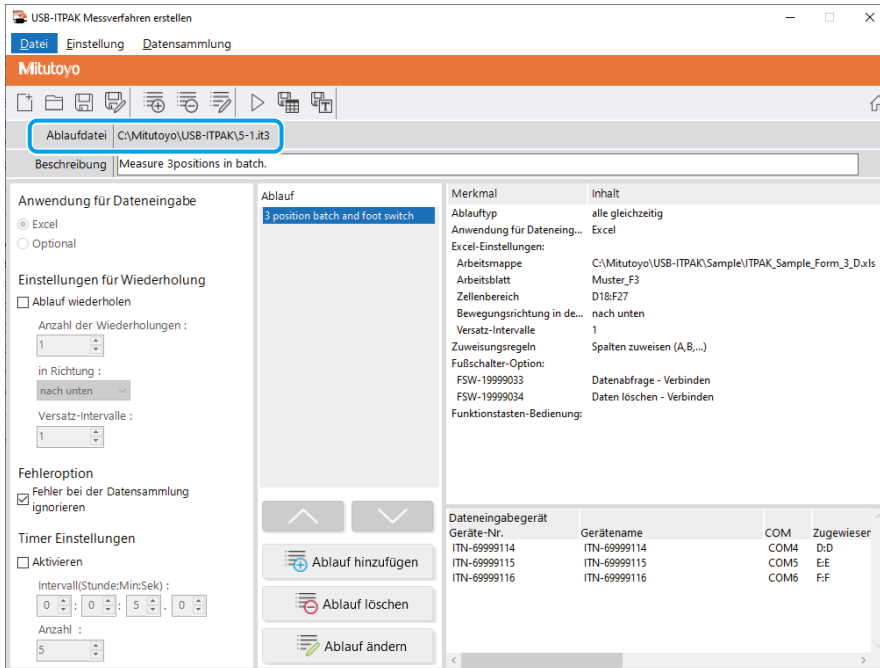 USB-ITPAK Messverfahren erstellen
Datei Einstellung Datensammlung
Mitutoyo
Ablaufdatei C:\Mitutoyo\USB-ITPAK\5-1.it3
Beschreibung Measure 3positions in batch.
Anwendung für Dateneingabe
Excel
Optional
Einstellungen für Wiederholung
Ablauf wiederholen
Anzahl der Wiederholungen :
1
in Richtung :
nach unten
Versatz-Intervalle :
1
Fehleroption
Fehler bei der Datensammlung
ignorieren
Timer Einstellungen
Aktivieren
Intervall(Stunde:Min:Sek) :
0 : 0 : 5 . 0
Anzahl :
5
Ablauf
3 position batch and foot switch
Ablauf hinzufügen
Ablauf löschen
Ablauf ändern
Merkmal Inhalt
Ablauftyp alle gleichzeitig
Anwendung für Dateneing... Excel
Excel-Einstellungen:
Arbeitsmappe C:\Mitutoyo\USB-ITPAK\Sample\ITPAK_Sample_Form_3_D.xls
Arbeitsblatt Muster_F3
Zellenbereich D18:F27
Bewegungsrichtung in de... nach unten
Versatz-Intervalle 1
Zuweisungsregeln Spalten zuweisen (A,B,...)
Fußschalter-Option:
FSW-19999033 Datenabfrage - Verbinden
FSW-19999034 Daten löschen - Verbinden
Funktionstasten-Bedienung:
Dateneingabegerät
Geräte-Nr. Gerätename COM Zugewiesen
ITN-69999114 ITN-69999114 COM4 D:D
ITN-69999115 ITN-69999115 COM5 E:E
ITN-69999116 ITN-69999116 COM6 F:F